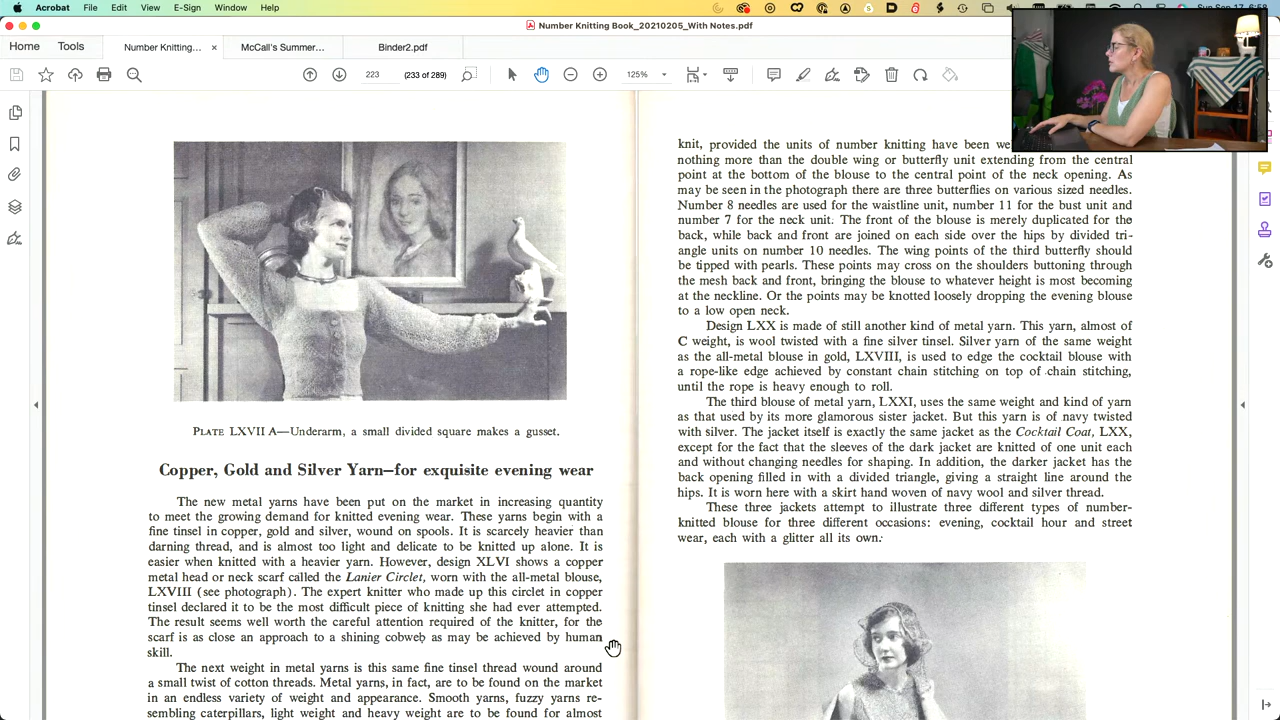 Acrobat File Edit View Window Help
Number Knitting Book_20210205_With Notes.pdf
Home Tools Number Knitting... × McCall's Summer... Binder2.pdf
223 (233 of 289) 125%
PLATE LXVII A—Underarm, a small divided square makes a gusset.
Copper, Gold and Silver Yarn—for exquisite evening wear
The new metal yarns have been put on the market in increasing quantity
to meet the growing demand for knitted evening wear. These yarns begin with a
fine tinsel in copper, gold and silver, wound on spools. It is scarcely heavier than
darning thread, and is almost too light and delicate to be knitted up alone. It is
easier when knitted with a heavier yarn. However, design XLVI shows a copper
metal head or neck scarf called the Lanier Circlet, worn with the all-metal blouse,
LXVIII (see photograph). The expert knitter who made up this circlet in copper
tinsel declared it to be the most difficult piece of knitting she had ever attempted.
The result seems well worth the careful attention required of the knitter, for the
scarf is as close an approach to a shining cobweb as may be achieved by human
skill.
The next weight in metal yarns is this same fine tinsel thread wound around
a small twist of cotton threads. Metal yarns, in fact, are to be found on the market
in an endless variety of weight and appearance. Smooth yarns, fuzzy yarns re-
sembling caterpillars, light weight and heavy weight are to be found for almost
knit, provided the units of number knitting have been
nothing more than the double wing or butterfly unit extending from the central
point at the bottom of the blouse to the central point of the neck opening. As
may be seen in the photograph there are three butterflies on various sized needles.
Number 8 needles are used for the waistline unit, number 11 for the bust unit and
number 7 for the neck unit. The front of the blouse is merely duplicated for the
back, while back and front are joined on each side over the hips by divided tri-
angle units on number 10 needles. The wing points of the third butterfly should
be tipped with pearls. These points may cross on the shoulders buttoning through
the mesh back and front, bringing the blouse to whatever height is most becoming
at the neckline. Or the points may be knotted loosely dropping the evening blouse
to a low open neck.
Design LXX is made of still another kind of metal yarn. This yarn, almost of
C weight, is wool twisted with a fine silver tinsel. Silver yarn of the same weight
as the all-metal blouse in gold, LXVIII, is used to edge the cocktail blouse with
a rope-like edge achieved by constant chain stitching on top of chain stitching,
until the rope is heavy enough to roll.
The third blouse of metal yarn, LXXI, uses the same weight and kind of yarn
as that used by its more glamorous sister jacket. But this yarn is of navy twisted
with silver. The jacket itself is exactly the same jacket as the Cocktail Coat, LXX,
except for the fact that the sleeves of the dark jacket are knitted of one unit each
and without changing needles for shaping. In addition, the darker jacket has the
back opening filled in with a divided triangle, giving a straight line around the
hips. It is worn here with a skirt hand woven of navy wool and silver thread.
These three jackets attempt to illustrate three different types of number-
knitted blouse for three different occasions: evening, cocktail hour and street
wear, each with a glitter all its own.